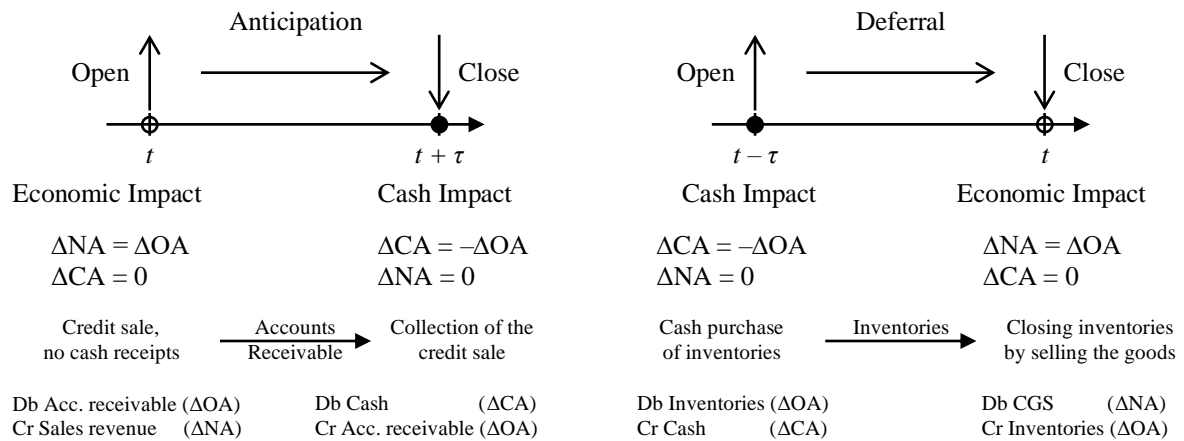 Anticipation
Open
Close
t
t + τ
Economic Impact
Cash Impact
ΔNA = ΔOA
ΔCA = 0
ΔCA = –ΔOA
ΔNA = 0
Credit sale,
no cash receipts
Accounts
Receivable
Collection of the
credit sale
Db Acc. receivable (ΔOA)
Cr Sales revenue (ΔNA)
Db Cash (ΔCA)
Cr Acc. receivable (ΔOA)
Deferral
Open
Close
t – τ
t
Cash Impact
Economic Impact
ΔCA = –ΔOA
ΔNA = 0
ΔNA = ΔOA
ΔCA = 0
Cash purchase
of inventories
Inventories
Closing inventories
by selling the goods
Db Inventories (ΔOA)
Cr Cash (ΔCA)
Db CGS (ΔNA)
Cr Inventories (ΔOA)